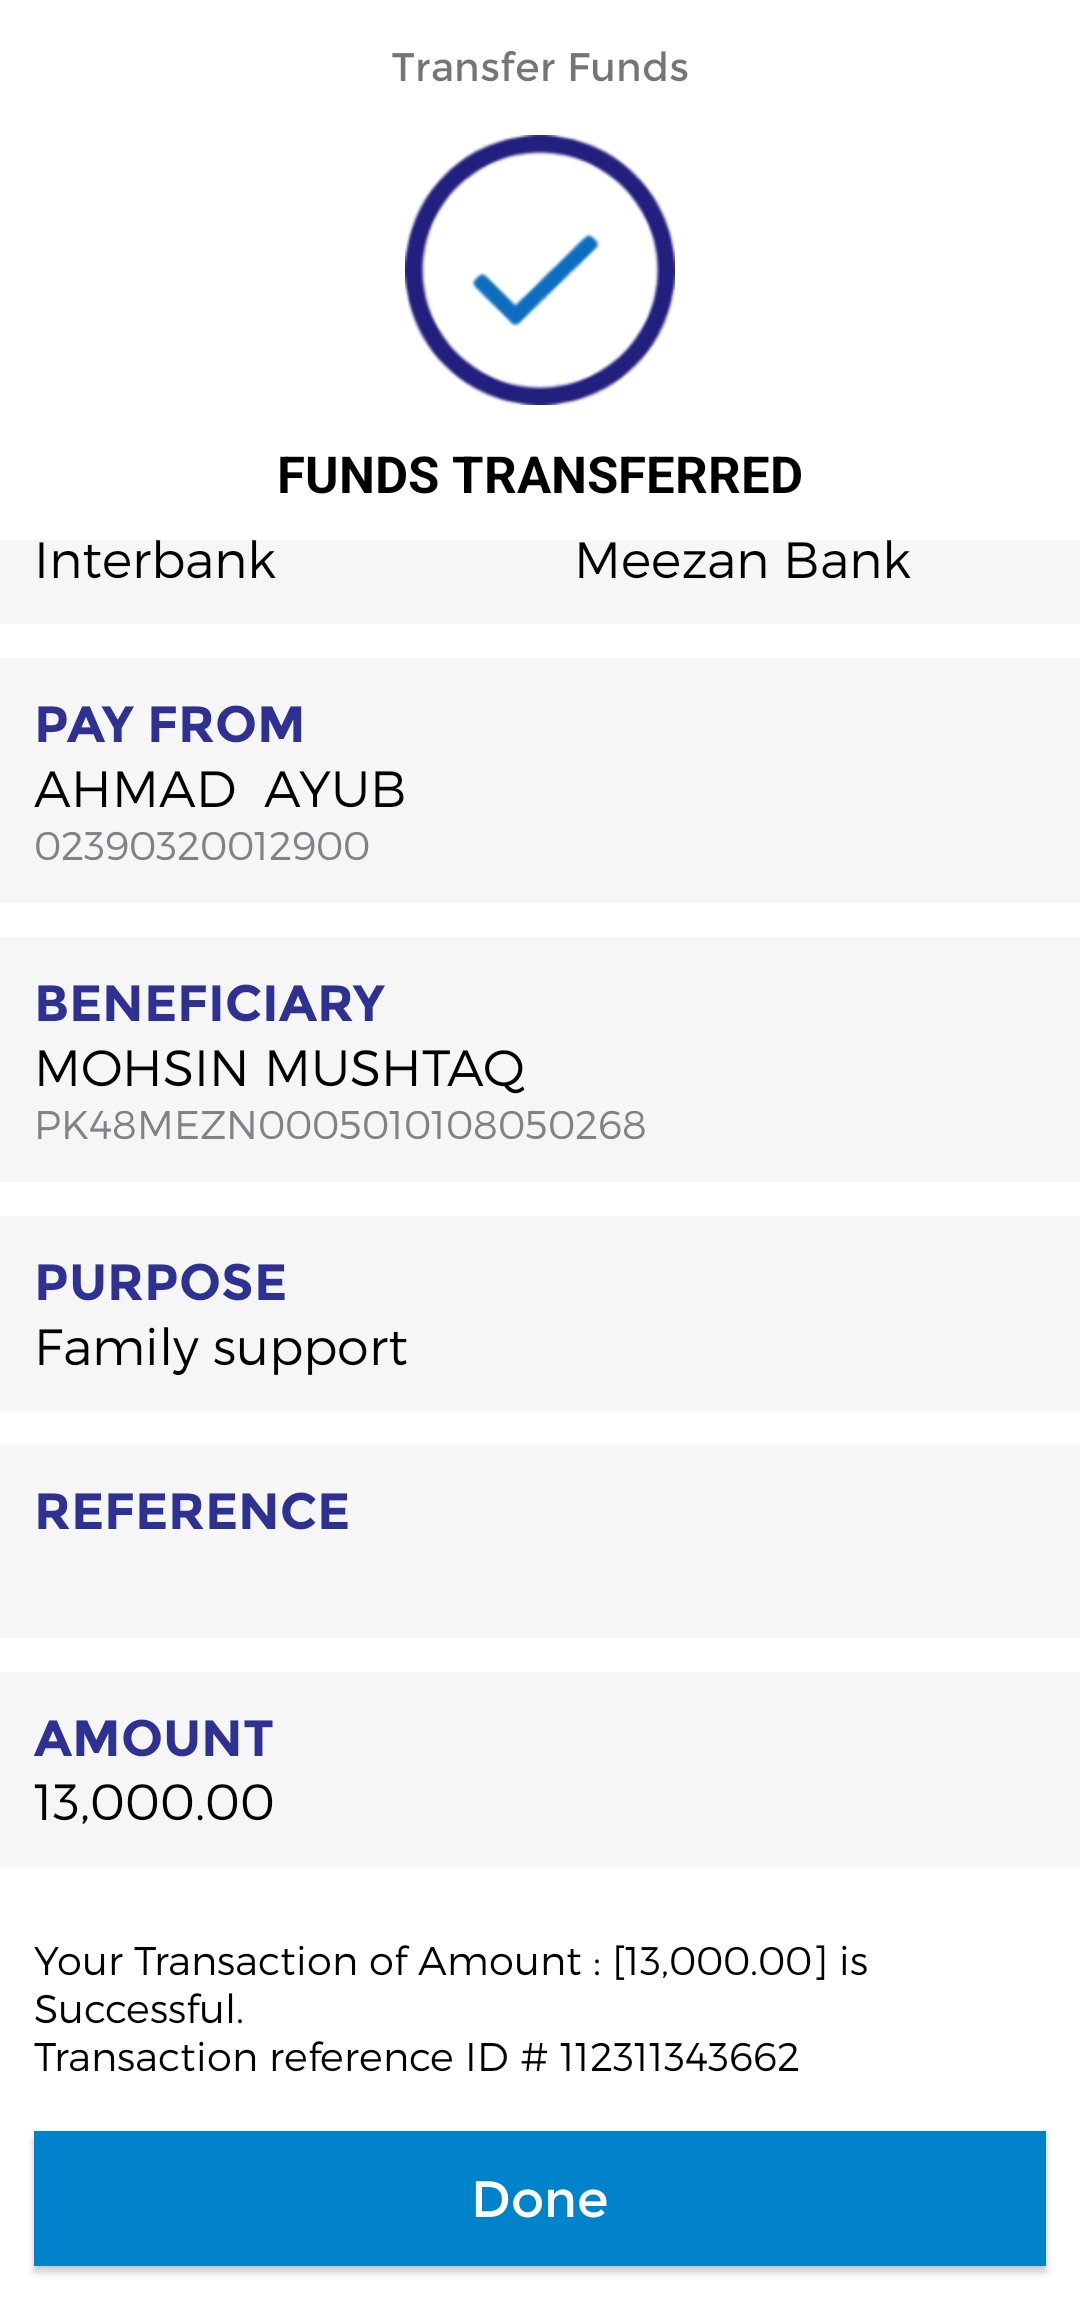 Transfer Funds
FUNDS TRANSFERRED
Interbank Meezan Bank
PAY FROM
AHMAD  AYUB
02390320012900
BENEFICIARY
MOHSIN MUSHTAQ
PK48MEZN0005010108050268
PURPOSE
Family support
REFERENCE
AMOUNT
13,000.00
Your Transaction of Amount : [13,000.00] is
Successful.
Transaction reference ID # 112311343662
Done